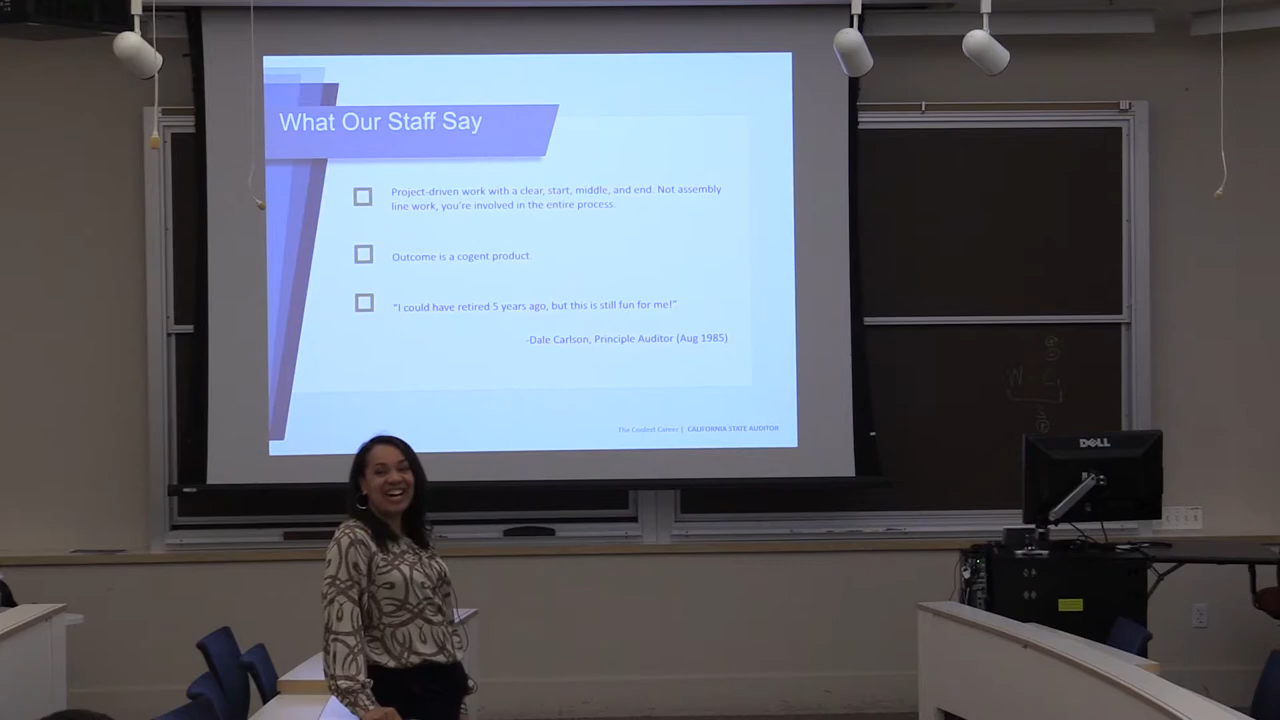 What Our Staff Say
Project-driven work with a clear, start, middle, and end. Not assembly
line work, you're involved in the entire process.
Outcome is a cogent product.
"I could have retired 5 years ago, but this is still fun for me!"
-Dale Carlson, Principle Auditor (Aug 1985)
The Coolest Career | CALIFORNIA STATE AUDITOR
DELL